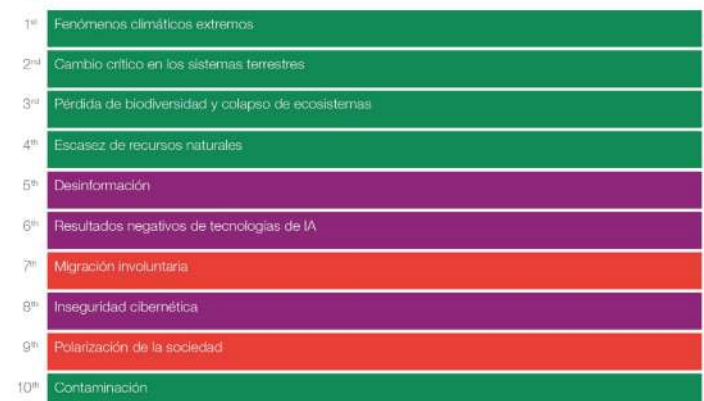 1st Fenómenos climáticos extremos
2nd Cambio crítico en los sistemas terrestres
3rd Pérdida de biodiversidad y colapso de ecosistemas
4th Escasez de recursos naturales
5th Desinformación
6th Resultados negativos de tecnologías de IA
7th Migración involuntaria
8th Inseguridad cibernética
9th Polarización de la sociedad
10th Contaminación